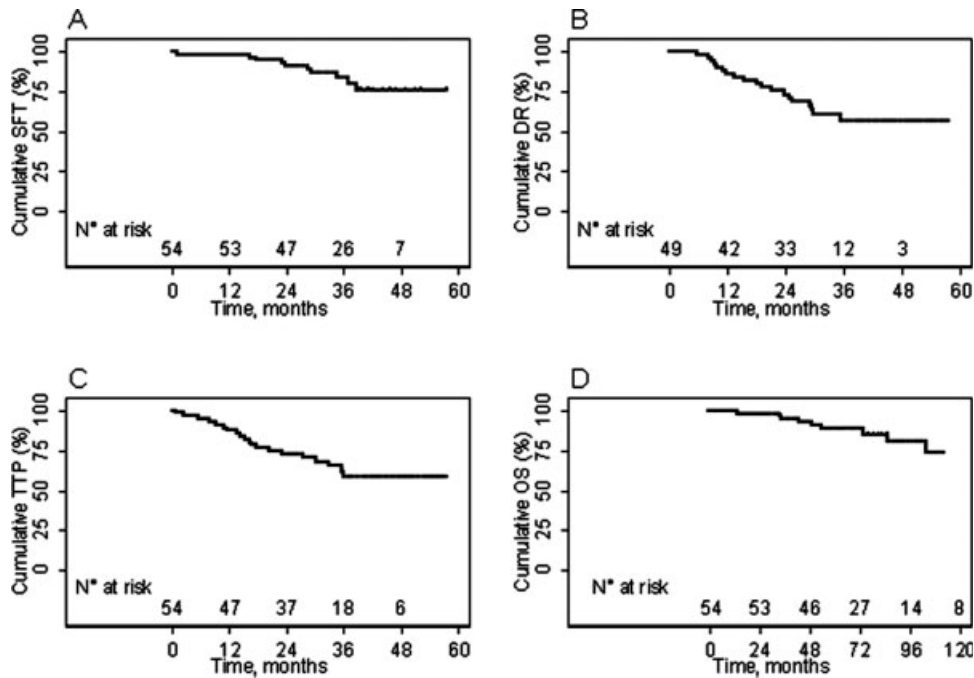 A
Cumulative SFT (%)
100
75
50
25
0
N° at risk
54 53 47 26 7
0 12 24 36 48 60
Time, months
B
Cumulative DR (%)
100
75
50
25
0
N° at risk
49 42 33 12 3
0 12 24 36 48 60
Time, months
C
Cumulative TTP (%)
100
75
50
25
0
N° at risk
54 47 37 18 6
0 12 24 36 48 60
Time, months
D
Cumulative OS (%)
100
75
50
25
0
N° at risk
54 53 46 27 14 8
0 24 48 72 96 120
Time, months